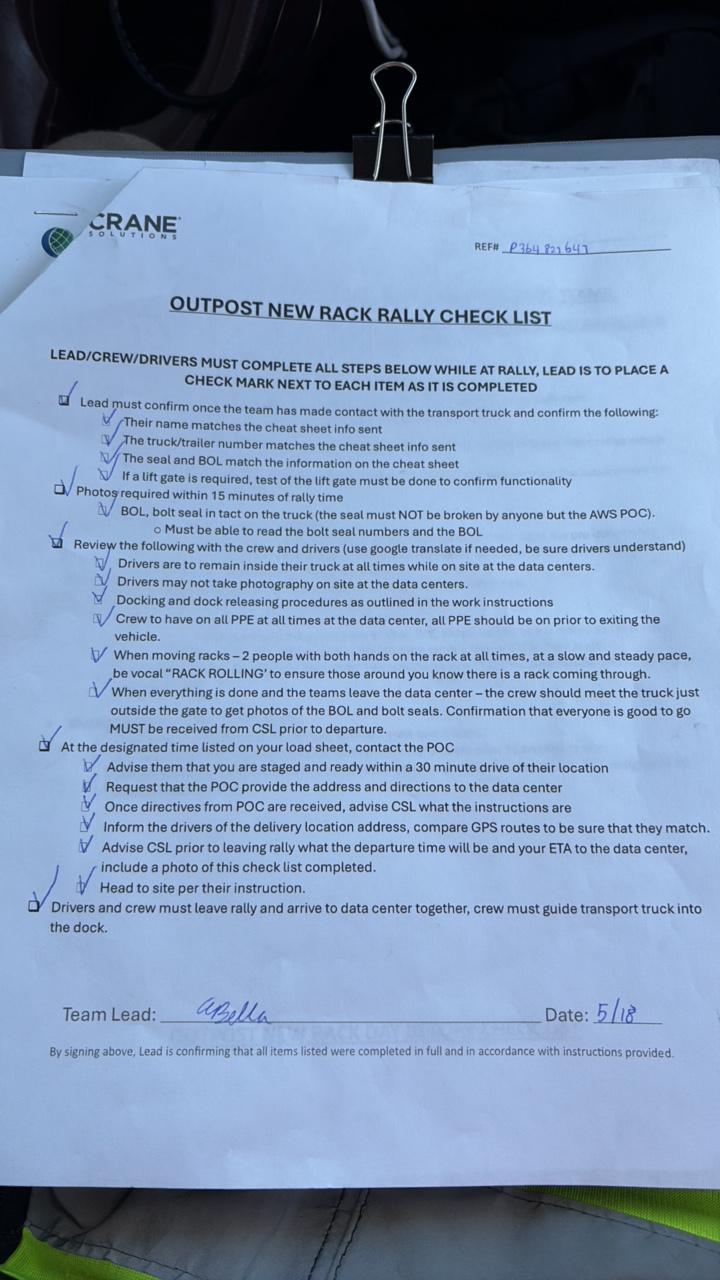 CRANE
SOLUTIONS
REF# P364821647
OUTPOST NEW RACK RALLY CHECK LIST
LEAD/CREW/DRIVERS MUST COMPLETE ALL STEPS BELOW WHILE AT RALLY, LEAD IS TO PLACE A
CHECK MARK NEXT TO EACH ITEM AS IT IS COMPLETED
Lead must confirm once the team has made contact with the transport truck and confirm the following:
Their name matches the cheat sheet info sent
The truck/trailer number matches the cheat sheet info sent
The seal and BOL match the information on the cheat sheet
If a lift gate is required, test of the lift gate must be done to confirm functionality
Photos required within 15 minutes of rally time
BOL, bolt seal in tact on the truck (the seal must NOT be broken by anyone but the AWS POC).
o Must be able to read the bolt seal numbers and the BOL
Review the following with the crew and drivers (use google translate if needed, be sure drivers understand)
Drivers are to remain inside their truck at all times while on site at the data centers.
Drivers may not take photography on site at the data centers.
Docking and dock releasing procedures as outlined in the work instructions
Crew to have on all PPE at all times at the data center, all PPE should be on prior to exiting the
vehicle.
When moving racks – 2 people with both hands on the rack at all times, at a slow and steady pace,
be vocal “RACK ROLLING’ to ensure those around you know there is a rack coming through.
When everything is done and the teams leave the data center – the crew should meet the truck just
outside the gate to get photos of the BOL and bolt seals. Confirmation that everyone is good to go
MUST be received from CSL prior to departure.
At the designated time listed on your load sheet, contact the POC
Advise them that you are staged and ready within a 30 minute drive of their location
Request that the POC provide the address and directions to the data center
Once directives from POC are received, advise CSL what the instructions are
Inform the drivers of the delivery location address, compare GPS routes to be sure that they match.
Advise CSL prior to leaving rally what the departure time will be and your ETA to the data center,
include a photo of this check list completed.
Head to site per their instruction.
Drivers and crew must leave rally and arrive to data center together, crew must guide transport truck into
the dock.
Team Lead: aBella Date: 5/18
By signing above, Lead is confirming that all items listed were completed in full and in accordance with instructions provided.